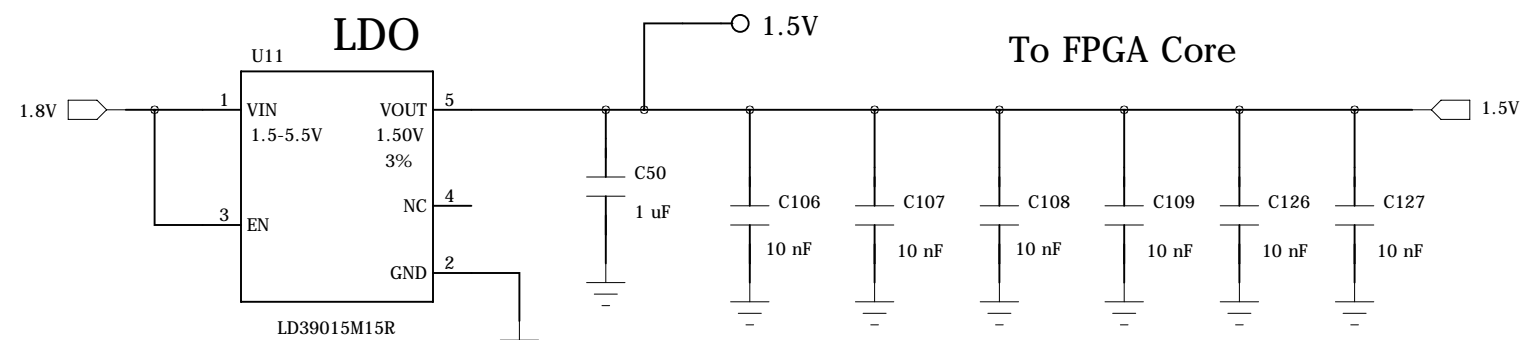 LDO
1.5V
To FPGA Core
U11
1.8V
1
VIN
VOUT
5
1.5V
1.5-5.5V
1.50V
3%
C50
1 uF
NC
4
C106
C107
C108
C109
C126
C127
3
EN
10 nF
10 nF
10 nF
10 nF
10 nF
10 nF
GND
2
LD39015M15R